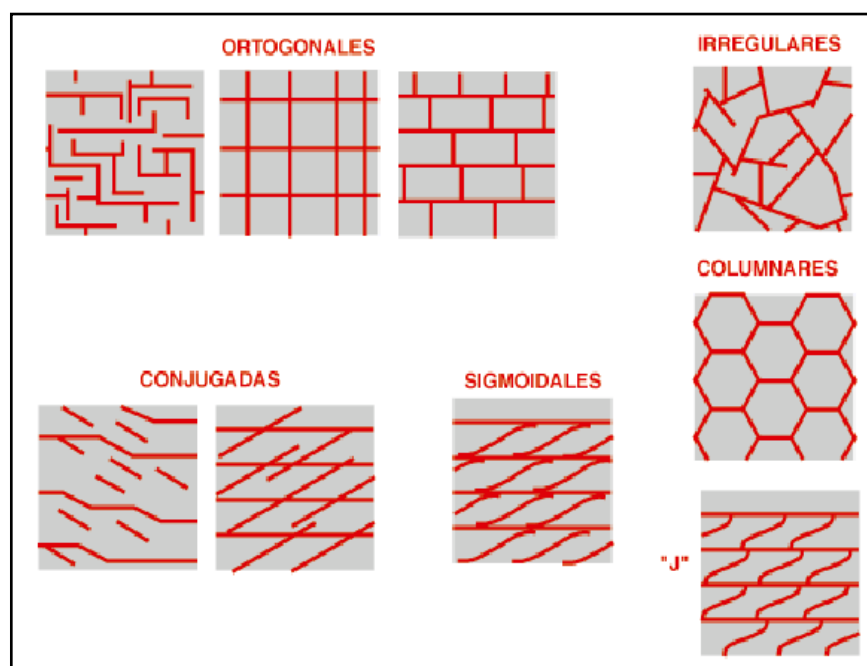 ORTOGONALES
IRREGULARES
COLUMNARES
CONJUGADAS
SIGMOIDALES
"J"